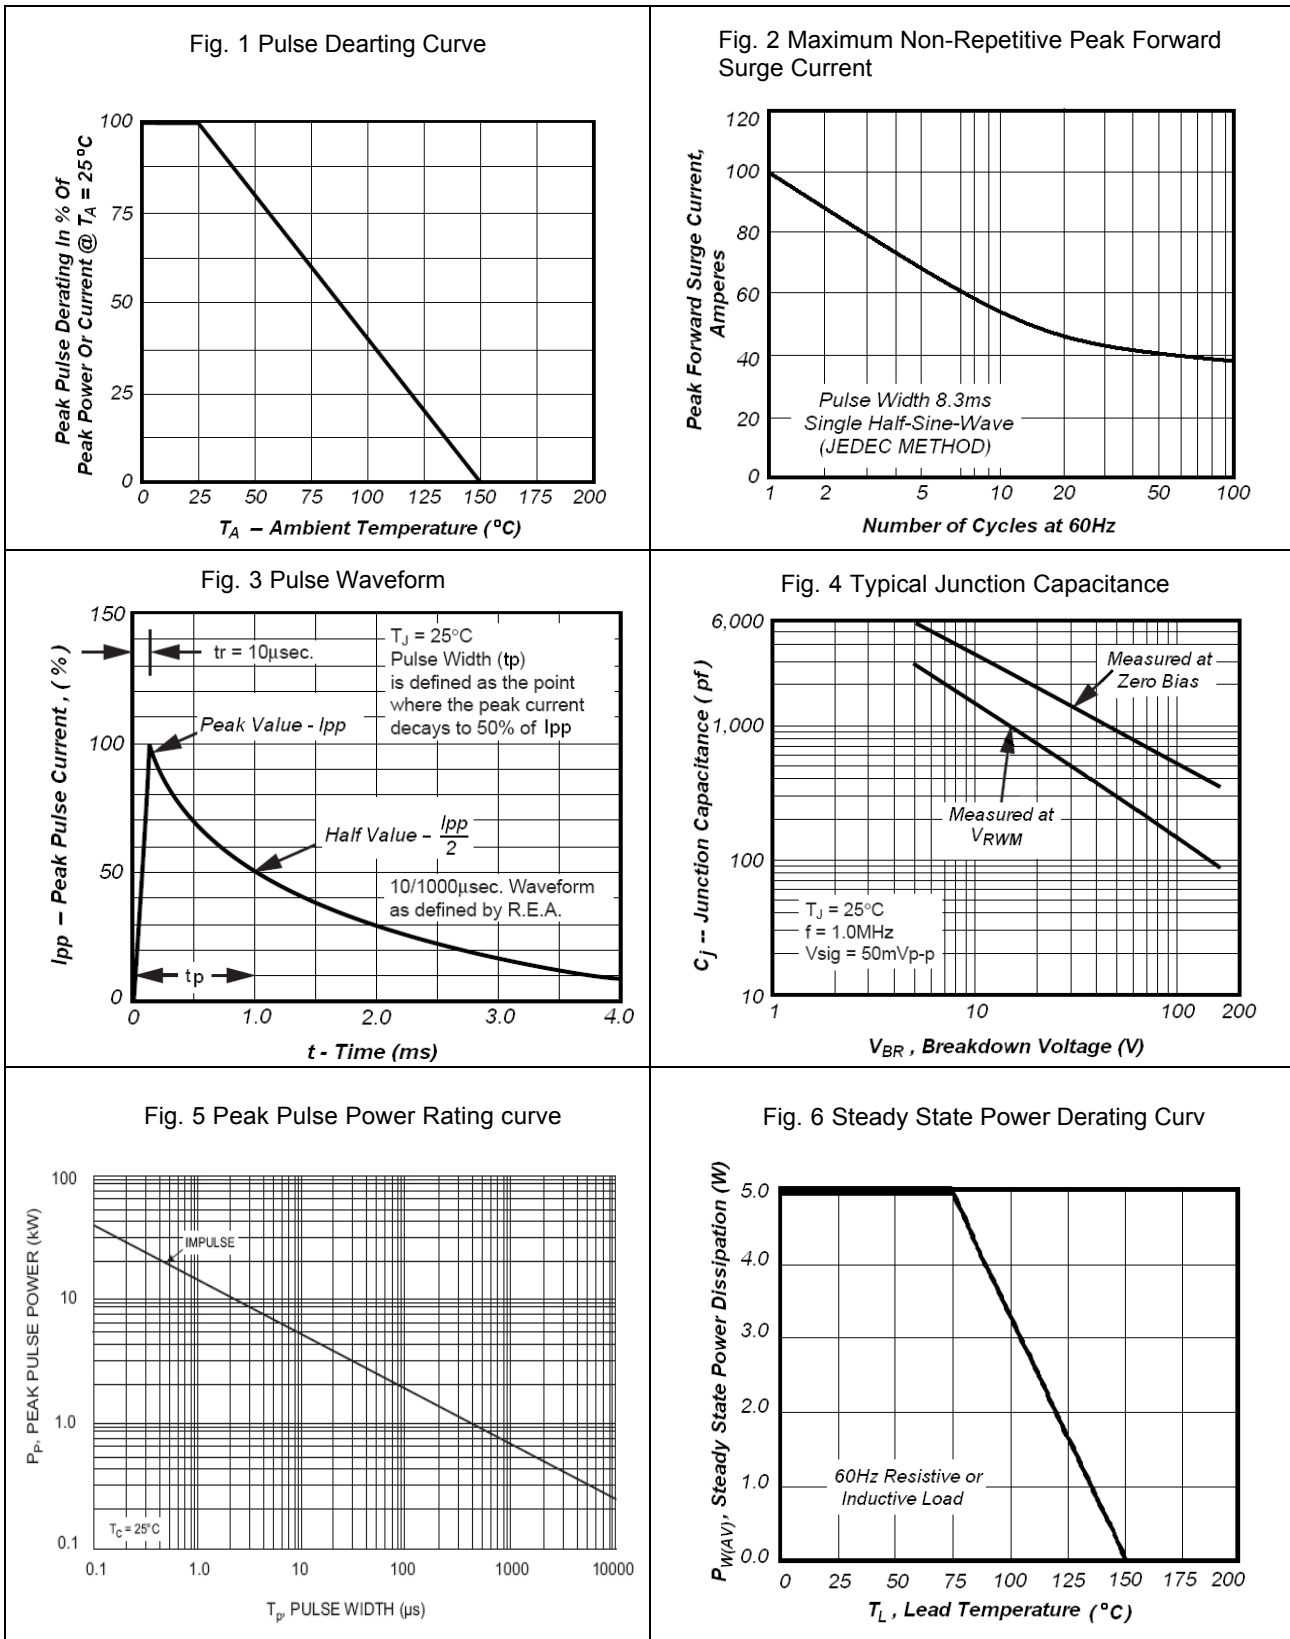 Fig. 1 Pulse Dearting Curve
Peak Pulse Derating In % Of
Peak Power Or Current @ TA = 25°C
100
75
50
25
0
0 25 50 75 100 125 150 175 200
TA – Ambient Temperature (°C)
Fig. 2 Maximum Non-Repetitive Peak Forward
Surge Current
Peak Forward Surge Current,
Amperes
120
100
80
60
40
20
0
Pulse Width 8.3ms
Single Half-Sine-Wave
(JEDEC METHOD)
1 2 5 10 20 50 100
Number of Cycles at 60Hz
Fig. 3 Pulse Waveform
Ipp – Peak Pulse Current , ( %)
150
100
50
0
tr = 10µsec.
TJ = 25°C
Pulse Width (tp)
is defined as the point
where the peak current
decays to 50% of Ipp
Peak Value - Ipp
Half Value – Ipp
2
10/1000µsec. Waveform
as defined by R.E.A.
tp
0 1.0 2.0 3.0 4.0
t - Time (ms)
Fig. 4 Typical Junction Capacitance
Cj -- Junction Capacitance ( pf )
6,000
1,000
100
10
Measured at
Zero Bias
Measured at
VRWM
TJ = 25°C
f = 1.0MHz
Vsig = 50mVp-p
1 10 100 200
VBR , Breakdown Voltage (V)
Fig. 5 Peak Pulse Power Rating curve
PP, PEAK PULSE POWER (kW)
100
10
1.0
0.1
IMPULSE
TC = 25°C
0.1 1.0 10 100 1000 10000
Tp, PULSE WIDTH (µs)
Fig. 6 Steady State Power Derating Curv
PW(AV), Steady State Power Dissipation (W)
5.0
4.0
3.0
2.0
1.0
0.0
60Hz Resistive or
Inductive Load
0 25 50 75 100 125 150 175 200
TL , Lead Temperature (°C)